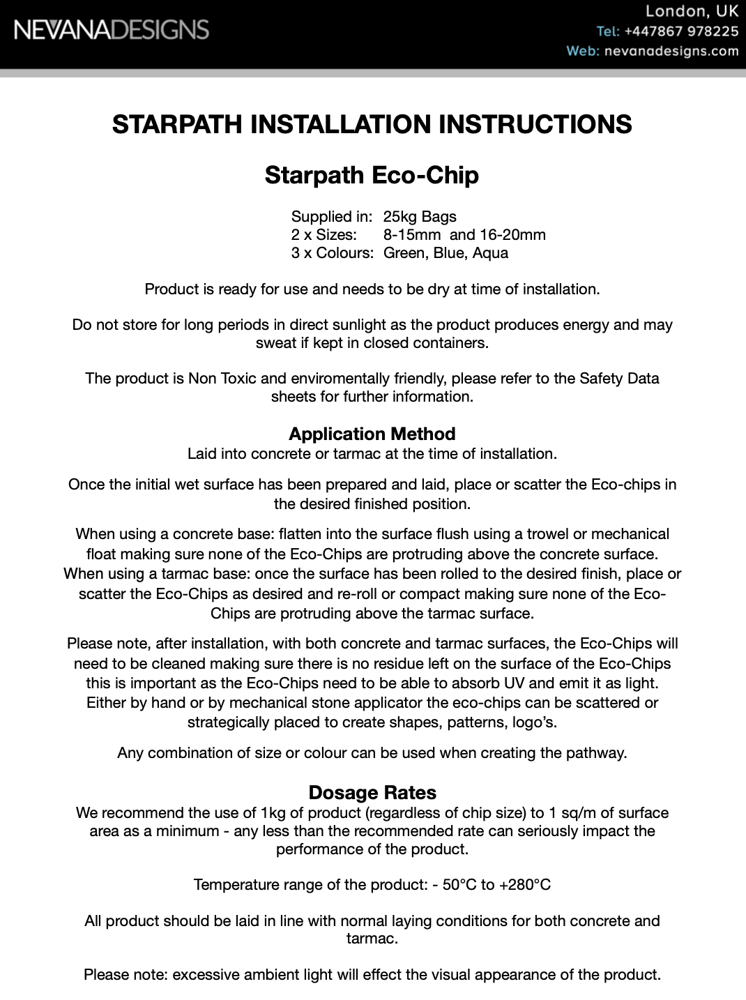 NEVANADESIGNS
London, UK
Tel: +447867 978225
Web: nevanadesigns.com
STARPATH INSTALLATION INSTRUCTIONS
Starpath Eco-Chip
Supplied in: 25kg Bags
2 x Sizes: 8-15mm and 16-20mm
3 x Colours: Green, Blue, Aqua
Product is ready for use and needs to be dry at time of installation.
Do not store for long periods in direct sunlight as the product produces energy and may
sweat if kept in closed containers.
The product is Non Toxic and enviromentally friendly, please refer to the Safety Data
sheets for further information.
Application Method
Laid into concrete or tarmac at the time of installation.
Once the initial wet surface has been prepared and laid, place or scatter the Eco-chips in
the desired finished position.
When using a concrete base: flatten into the surface flush using a trowel or mechanical
float making sure none of the Eco-Chips are protruding above the concrete surface.
When using a tarmac base: once the surface has been rolled to the desired finish, place or
scatter the Eco-Chips as desired and re-roll or compact making sure none of the Eco-
Chips are protruding above the tarmac surface.
Please note, after installation, with both concrete and tarmac surfaces, the Eco-Chips will
need to be cleaned making sure there is no residue left on the surface of the Eco-Chips
this is important as the Eco-Chips need to be able to absorb UV and emit it as light.
Either by hand or by mechanical stone applicator the eco-chips can be scattered or
strategically placed to create shapes, patterns, logo’s.
Any combination of size or colour can be used when creating the pathway.
Dosage Rates
We recommend the use of 1kg of product (regardless of chip size) to 1 sq/m of surface
area as a minimum - any less than the recommended rate can seriously impact the
performance of the product.
Temperature range of the product: - 50°C to +280°C
All product should be laid in line with normal laying conditions for both concrete and
tarmac.
Please note: excessive ambient light will effect the visual appearance of the product.